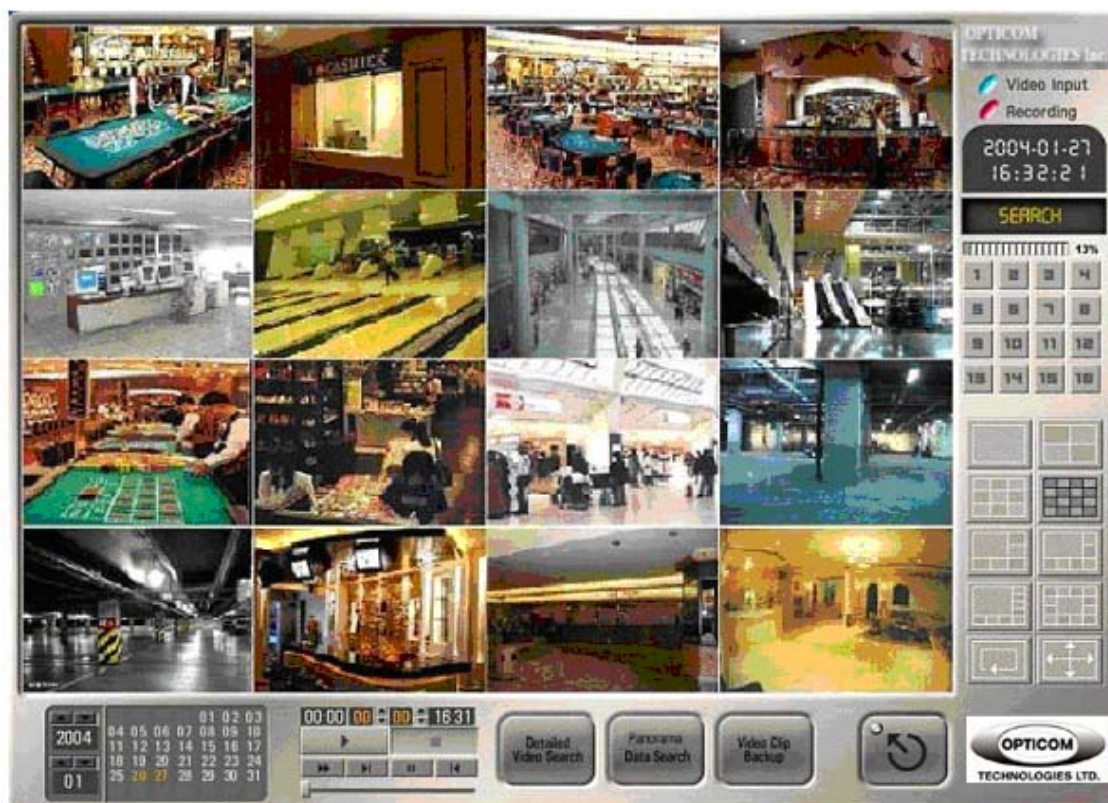 OPTICOM
TECHNOLOGIES Inc.
Video Input
Recording
2004-01-27
16:32:21
SEARCH
13%
1 2 3 4
5 6 7 8
9 10 11 12
13 14 15 16
CASHIER
2004
01
01 02 03
04 05 06 07 08 09 10
11 12 13 14 15 16 17
18 19 20 21 22 23 24
25 26 27 28 29 30 31
00:00 00 00 16:31
Detailed
Video Search
Panorama
Data Search
Video Clip
Backup
OPTICOM
TECHNOLOGIES LTD.